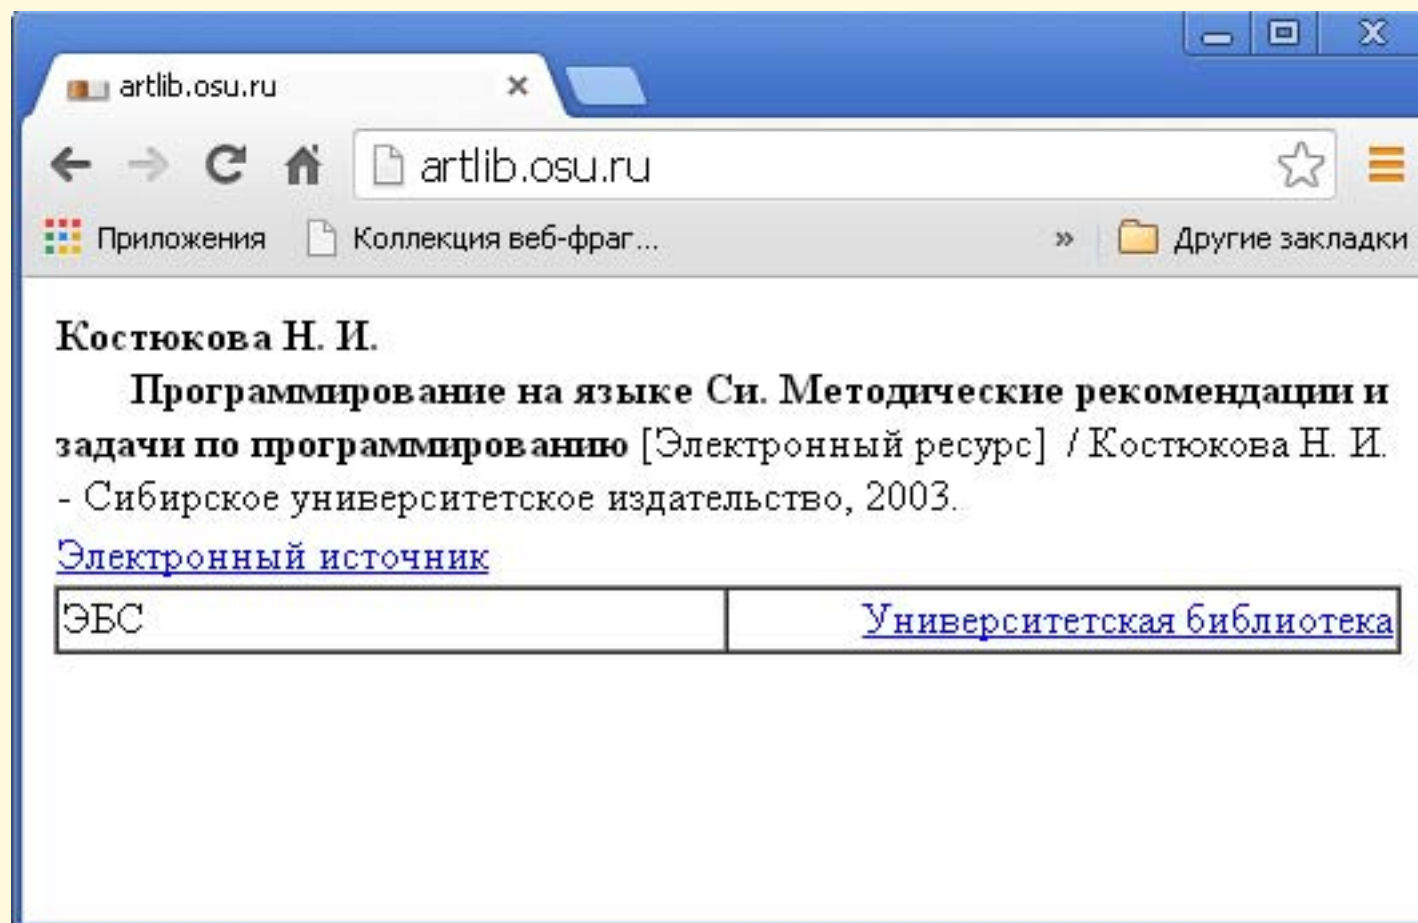 artlib.osu.ru
artlib.osu.ru
Приложения Коллекция веб-фраг... » Другие закладки
Костюкова Н. И.
Программирование на языке Си. Методические рекомендации и
задачи по программированию [Электронный ресурс] / Костюкова Н. И.
- Сибирское университетское издательство, 2003.
Электронный источник
ЭБС Университетская библиотека